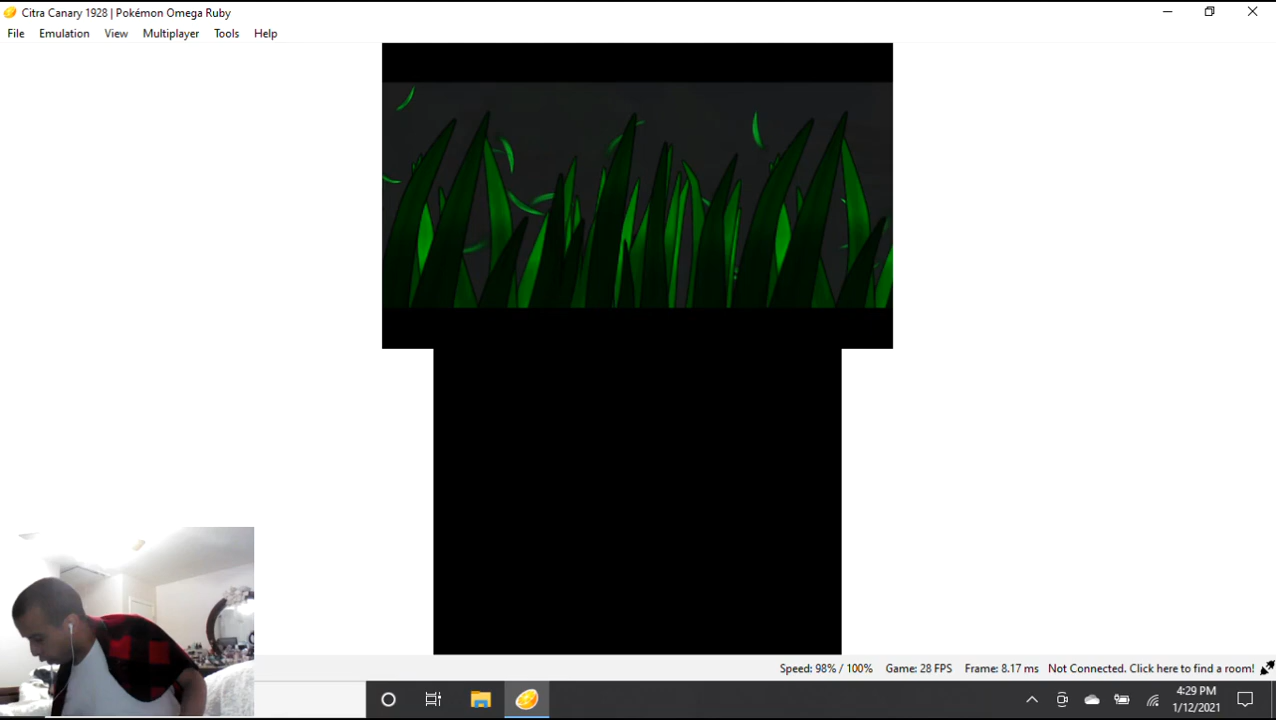 Citra Canary 1928 | Pokémon Omega Ruby
File Emulation View Multiplayer Tools Help
Speed: 98% / 100% Game: 28 FPS Frame: 8.17 ms Not Connected. Click here to find a room!
4:29 PM
1/12/2021